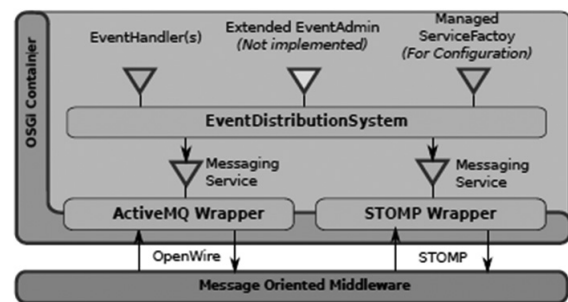 OSGi Container
EventHandler(s)
Extended EventAdmin
(Not implemented)
Managed
ServiceFactoy
(For Configuration)
EventDistributionSystem
Messaging
Service
Messaging
Service
ActiveMQ Wrapper
STOMP Wrapper
OpenWire
STOMP
Message Oriented Middleware